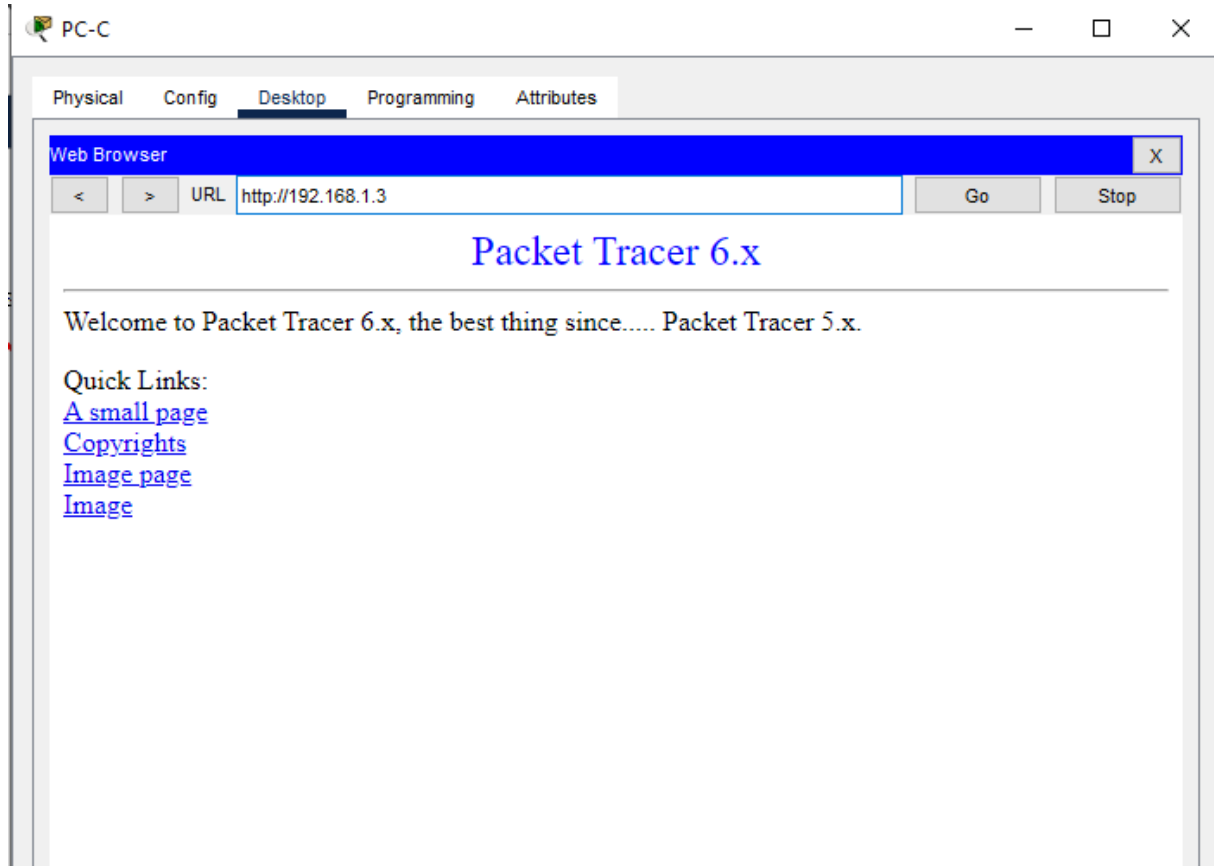 PC-C
Physical Config Desktop Programming Attributes
Web Browser X
< > URL http://192.168.1.3 Go Stop
Packet Tracer 6.x
Welcome to Packet Tracer 6.x, the best thing since..... Packet Tracer 5.x.
Quick Links:
A small page
Copyrights
Image page
Image